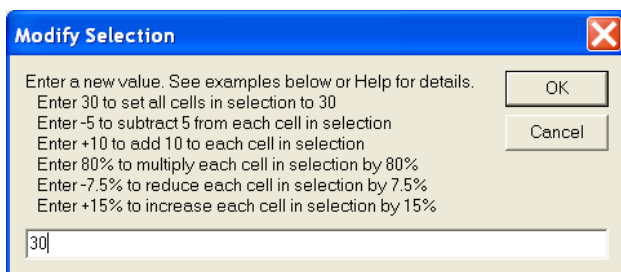 Modify Selection
Enter a new value. See examples below or Help for details.
Enter 30 to set all cells in selection to 30
Enter -5 to subtract 5 from each cell in selection
Enter +10 to add 10 to each cell in selection
Enter 80% to multiply each cell in selection by 80%
Enter -7.5% to reduce each cell in selection by 7.5%
Enter +15% to increase each cell in selection by 15%
OK
Cancel
30